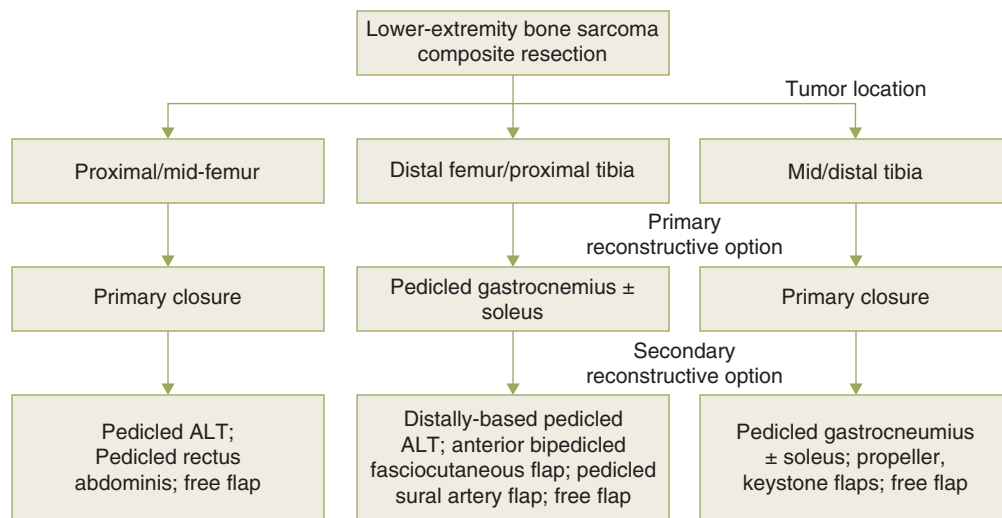 Lower-extremity bone sarcoma
composite resection
Tumor location
Proximal/mid-femur
Distal femur/proximal tibia
Mid/distal tibia
Primary
reconstructive option
Primary closure
Pedicled gastrocnemius ±
soleus
Primary closure
Secondary
reconstructive option
Pedicled ALT;
Pedicled rectus
abdominis; free flap
Distally-based pedicled
ALT; anterior bipedicled
fasciocutaneous flap; pedicled
sural artery flap; free flap
Pedicled gastrocneumius
± soleus; propeller,
keystone flaps; free flap